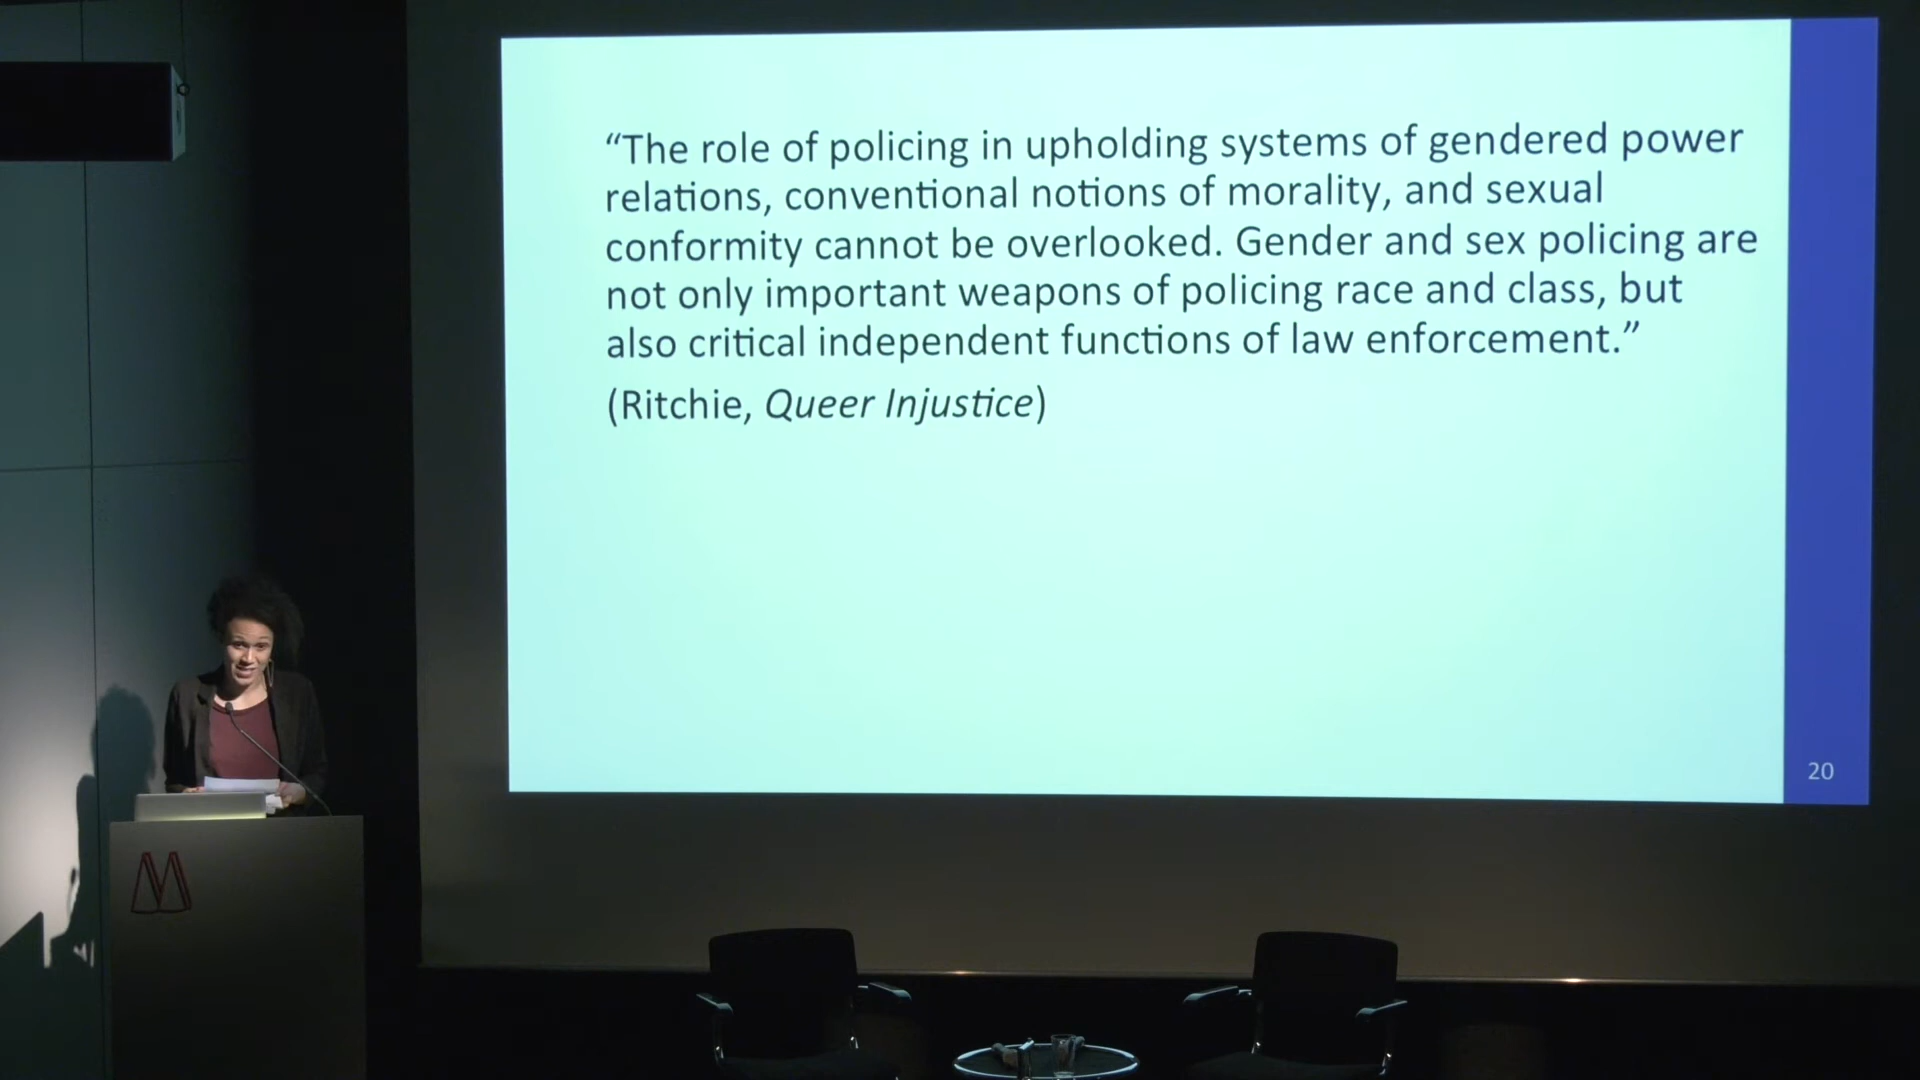 “The role of policing in upholding systems of gendered power
relations, conventional notions of morality, and sexual
conformity cannot be overlooked. Gender and sex policing are
not only important weapons of policing race and class, but
also critical independent functions of law enforcement.”
(Ritchie, Queer Injustice)
20